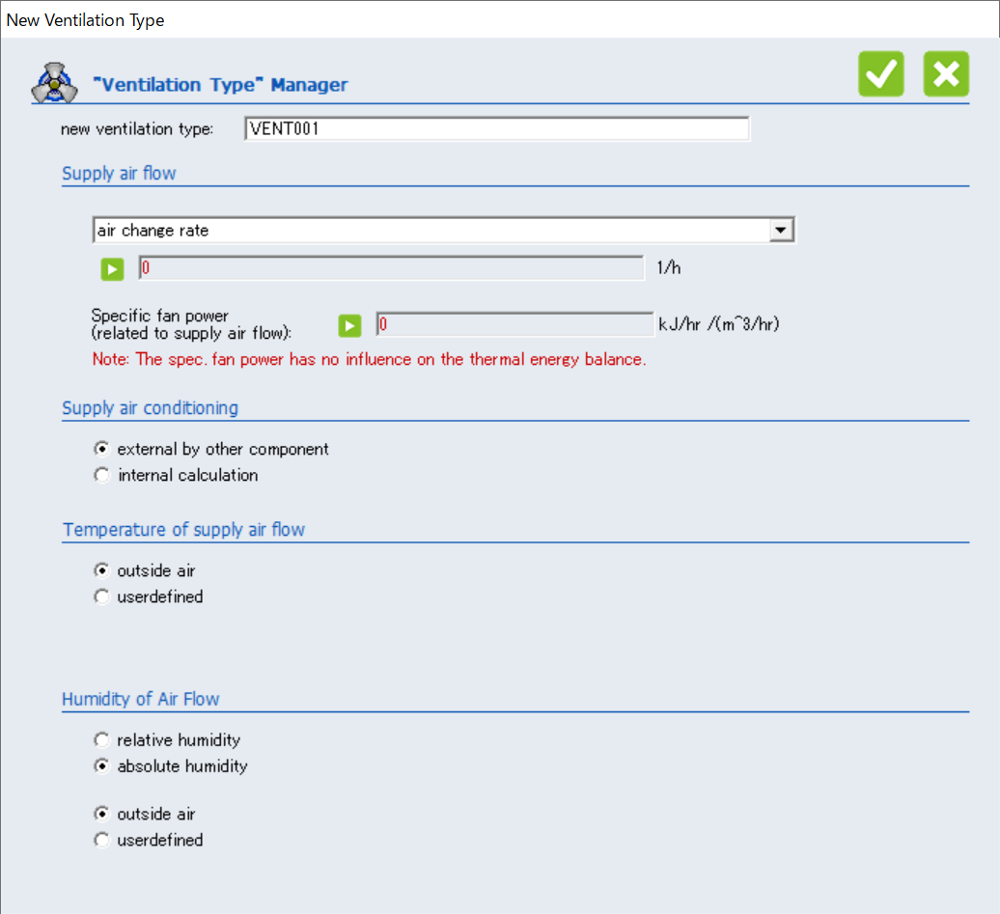 New Ventilation Type
"Ventilation Type" Manager
new ventilation type: VENT001
Supply air flow
air change rate
0 1/h
Specific fan power
(related to supply air flow): 0 kJ/hr /(m^3/hr)
Note: The spec. fan power has no influence on the thermal energy balance.
Supply air conditioning
external by other component
internal calculation
Temperature of supply air flow
outside air
userdefined
Humidity of Air Flow
relative humidity
absolute humidity
outside air
userdefined